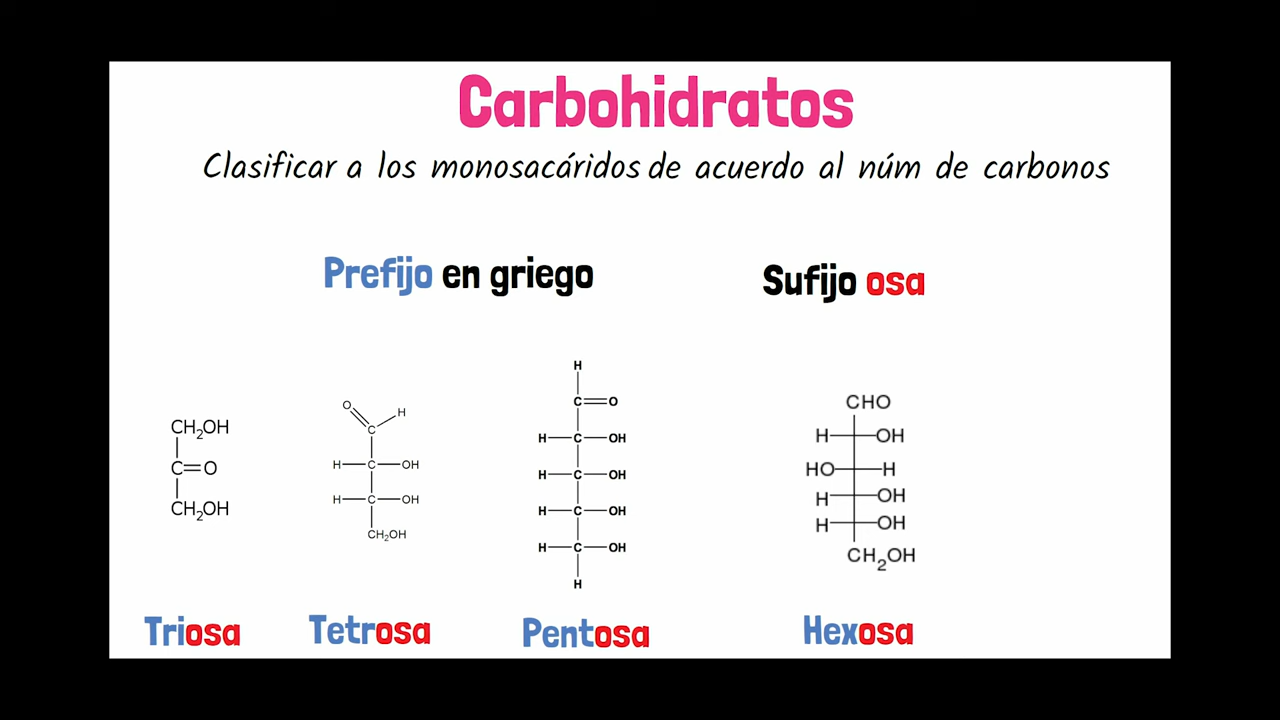 Carbohidratos
Clasificar a los monosacáridos de acuerdo al núm de carbonos
Prefijo en griego
Sufijo osa
CH2OH
C=O
CH2OH
Triosa
O H
C
H C OH
H C OH
CH2OH
Tetrosa
H
C=O
H C OH
H C OH
H C OH
H C OH
H
Pentosa
CHO
H OH
HO H
H OH
H OH
CH2OH
Hexosa